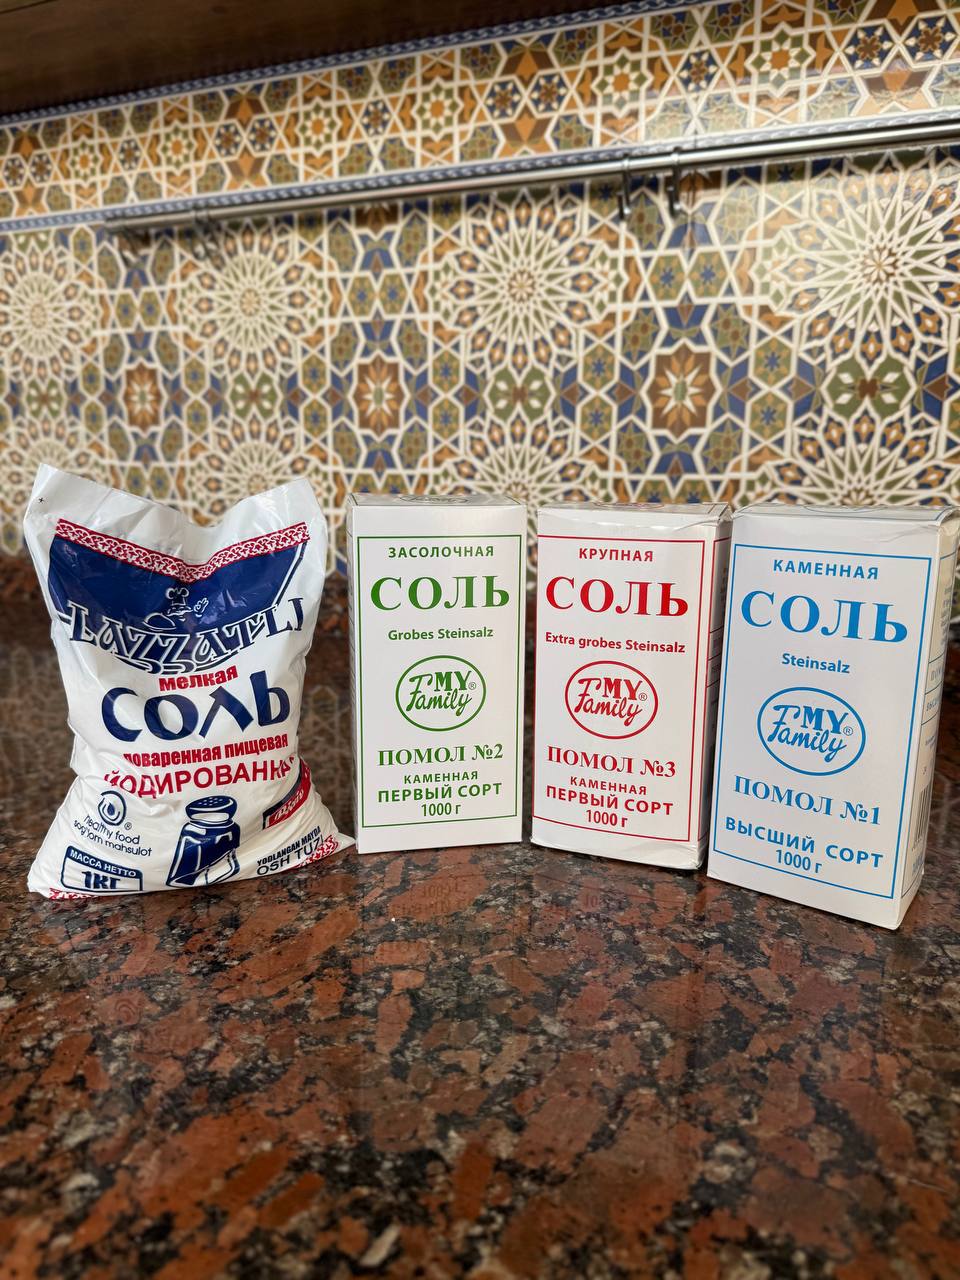 LAZZATLI
мелкая
соль
поваренная пищевая
ЙОДИРОВАННАЯ
healthy food
sog'lom mahsulot
МАССА НЕТТО
1КГ
YODLANGAN MAYDA
OSH TUZI
ЗАСОЛОЧНАЯ
СОЛЬ
Grobes Steinsalz
MY
Family®
ПОМОЛ №2
КАМЕННАЯ
ПЕРВЫЙ СОРТ
1000 г
КРУПНАЯ
СОЛЬ
Extra grobes Steinsalz
MY
Family®
ПОМОЛ №3
КАМЕННАЯ
ПЕРВЫЙ СОРТ
1000 г
КАМЕННАЯ
СОЛЬ
Steinsalz
MY
Family®
ПОМОЛ №1
ВЫСШИЙ СОРТ
1000 г